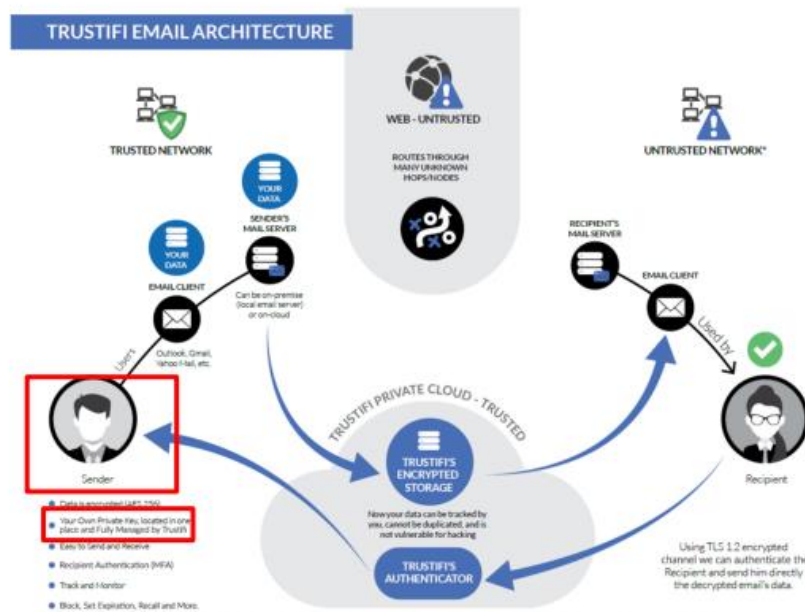 TRUSTIFI EMAIL ARCHITECTURE
TRUSTED NETWORK
WEB - UNTRUSTED
UNTRUSTED NETWORK*
ROUTES THROUGH
MANY UNKNOWN
HOPS/NODES
YOUR
DATA
SENDER'S
MAIL SERVER
Can be on-premise
(local email server)
or on-cloud
YOUR
DATA
EMAIL CLIENT
Outlook, Gmail,
Yahoo Mail, etc.
Users
RECIPIENT'S
MAIL SERVER
EMAIL CLIENT
Used by
Sender
Data is encrypted (AES 256)
Your Own Private Key, located in one
place and Fully Managed by Trustifi
Easy to Send and Receive
Recipient Authentication (MFA)
Track and Monitor
Block, Set Expiration, Recall and More.
TRUSTIFI PRIVATE CLOUD - TRUSTED
TRUSTIFI'S
ENCRYPTED
STORAGE
Now your data can be tracked by
you, cannot be duplicated, and is
not vulnerable for hacking
TRUSTIFI'S
AUTHENTICATOR
Recipient
Using TLS 1.2 encrypted
channel we can authenticate the
Recipient and send him directly
the decrypted email's data.